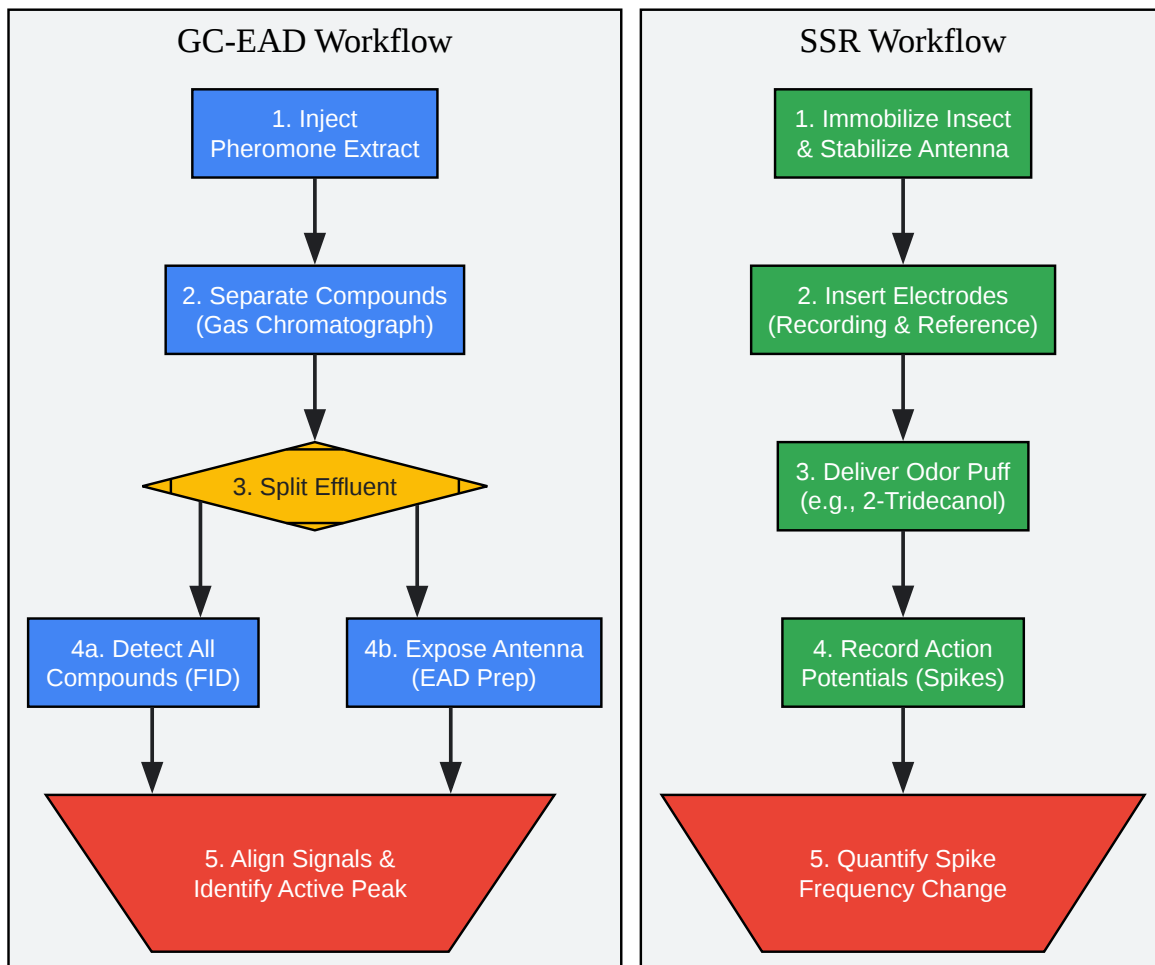 GC-EAD Workflow
1. Inject
Pheromone Extract
2. Separate Compounds
(Gas Chromatograph)
3. Split Effluent
4a. Detect All
Compounds (FID)
4b. Expose Antenna
(EAD Prep)
5. Align Signals &
Identify Active Peak
SSR Workflow
1. Immobilize Insect
& Stabilize Antenna
2. Insert Electrodes
(Recording & Reference)
3. Deliver Odor Puff
(e.g., 2-Tridecanol)
4. Record Action
Potentials (Spikes)
5. Quantify Spike
Frequency Change